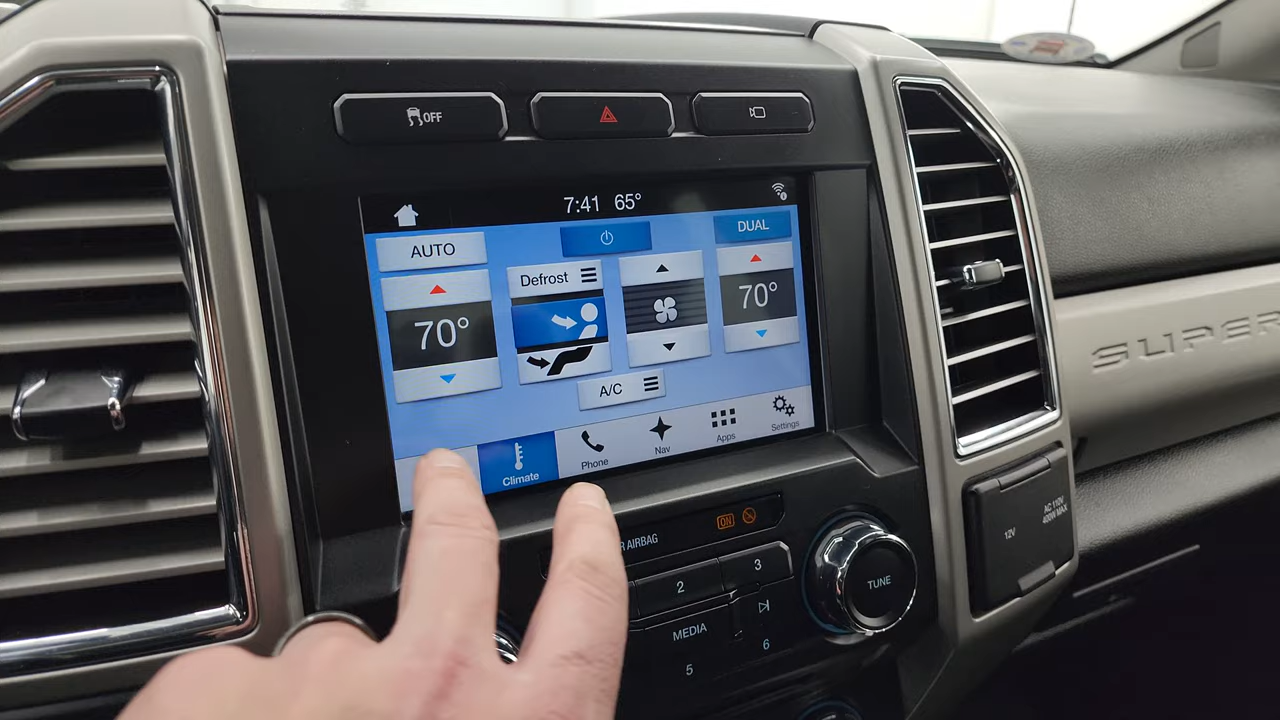 OFF
7:41 65°
AUTO
DUAL
Defrost
70°
70°
A/C
Climate
Phone
Nav
Apps
Settings
SUPER
R AIRBAG
ON
2
3
MEDIA
5
6
TUNE
12V
AC 110V
400W MAX